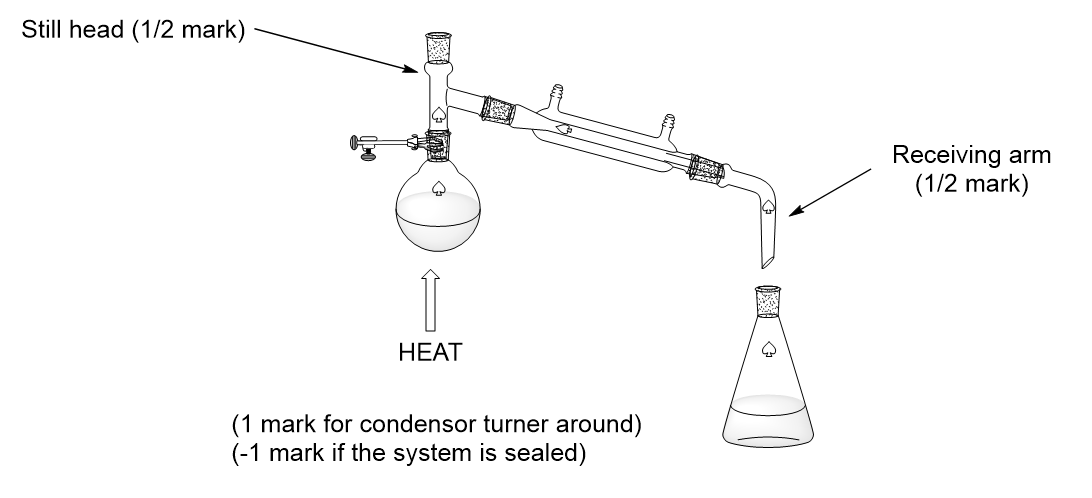 Still head (1/2 mark)
Receiving arm
(1/2 mark)
HEAT
(1 mark for condensor turner around)
(-1 mark if the system is sealed)